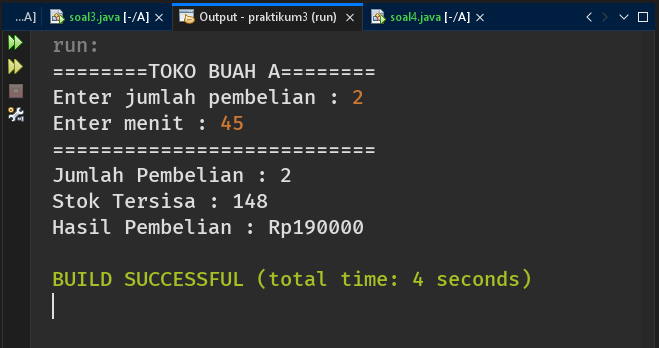 ...A] soal3.java [-/A] Output - praktikum3 (run) soal4.java [-/A]
run:
========TOKO BUAH A========
Enter jumlah pembelian : 2
Enter menit : 45
===========================
Jumlah Pembelian : 2
Stok Tersisa : 148
Hasil Pembelian : Rp190000
BUILD SUCCESSFUL (total time: 4 seconds)